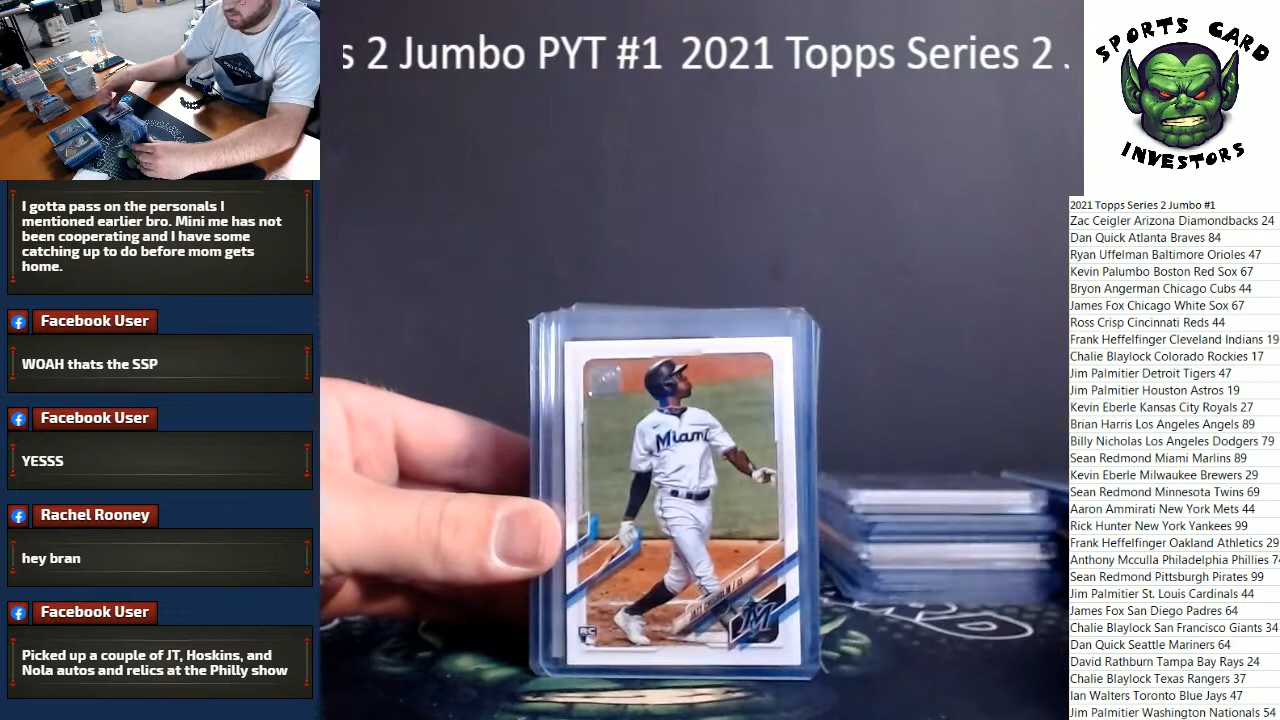 s 2 Jumbo PYT #1 2021 Topps Series 2 J
SPORTS CARD
INVESTORS
I gotta pass on the personals I
mentioned earlier bro. Mini me has not
been cooperating and I have some
catching up to do before mom gets
home.
Facebook User
WOAH thats the SSP
Facebook User
YESSS
Rachel Rooney
hey bran
Facebook User
Picked up a couple of JT, Hoskins, and
Nola autos and relics at the Philly show
Miami
RC
M
2021 Topps Series 2 Jumbo #1
Zac Ceigler Arizona Diamondbacks 24
Dan Quick Atlanta Braves 84
Ryan Uffelman Baltimore Orioles 47
Kevin Palumbo Boston Red Sox 67
Bryon Angerman Chicago Cubs 44
James Fox Chicago White Sox 67
Ross Crisp Cincinnati Reds 44
Frank Heffelfinger Cleveland Indians 19
Chalie Blaylock Colorado Rockies 17
Jim Palmitier Detroit Tigers 47
Jim Palmitier Houston Astros 19
Kevin Eberle Kansas City Royals 27
Brian Harris Los Angeles Angels 89
Billy Nicholas Los Angeles Dodgers 79
Sean Redmond Miami Marlins 89
Kevin Eberle Milwaukee Brewers 29
Sean Redmond Minnesota Twins 69
Aaron Ammirati New York Mets 44
Rick Hunter New York Yankees 99
Frank Heffelfinger Oakland Athletics 29
Anthony Mcculla Philadelphia Phillies 74
Sean Redmond Pittsburgh Pirates 99
Jim Palmitier St. Louis Cardinals 44
James Fox San Diego Padres 64
Chalie Blaylock San Francisco Giants 34
Dan Quick Seattle Mariners 64
David Rathburn Tampa Bay Rays 24
Chalie Blaylock Texas Rangers 37
Ian Walters Toronto Blue Jays 47
Jim Palmitier Washington Nationals 54